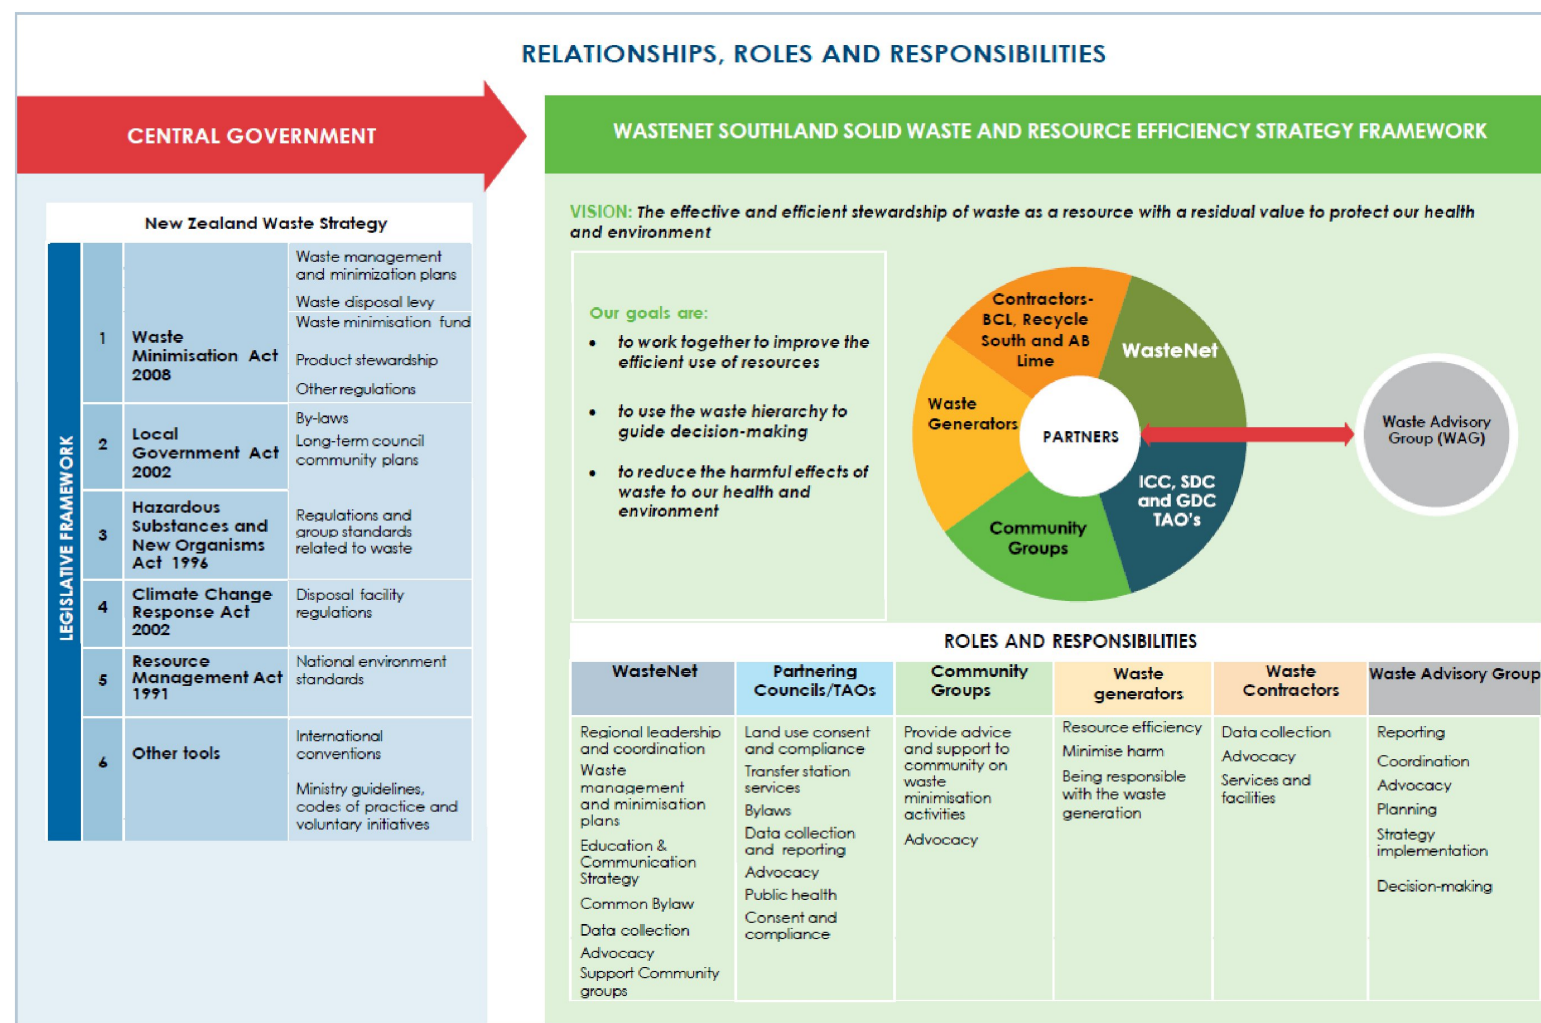 RELATIONSHIPS, ROLES AND RESPONSIBILITIES
CENTRAL GOVERNMENT
New Zealand Waste Strategy
LEGISLATIVE FRAMEWORK
1
Waste
Minimisation Act
2008
Waste management
and minimization plans
Waste disposal levy
Waste minimisation fund
Product stewardship
Other regulations
2
Local
Government Act
2002
By-laws
Long-term council
community plans
3
Hazardous
Substances and
New Organisms
Act 1996
Regulations and
group standards
related to waste
4
Climate Change
Response Act
2002
Disposal facility
regulations
5
Resource
Management Act
1991
National environment
standards
6
Other tools
International
conventions
Ministry guidelines,
codes of practice and
voluntary initiatives
WASTENET SOUTHLAND SOLID WASTE AND RESOURCE EFFICIENCY STRATEGY FRAMEWORK
VISION: The effective and efficient stewardship of waste as a resource with a residual value to protect our health
and environment
Our goals are:
• to work together to improve the
efficient use of resources
• to use the waste hierarchy to
guide decision-making
• to reduce the harmful effects of
waste to our health and
environment
Contractors-
BCL, Recycle
South and AB
Lime
WasteNet
Waste
Generators
PARTNERS
ICC, SDC
and GDC
TAO's
Community
Groups
Waste Advisory
Group (WAG)
ROLES AND RESPONSIBILITIES
WasteNet
Regional leadership
and coordination
Waste
management
and minimisation
plans
Education &
Communication
Strategy
Common Bylaw
Data collection
Advocacy
Support Community
groups
Partnering
Councils/TAOs
Land use consent
and compliance
Transfer station
services
Bylaws
Data collection
and reporting
Advocacy
Public health
Consent and
compliance
Community
Groups
Provide advice
and support to
community on
waste
minimisation
activities
Advocacy
Waste
generators
Resource efficiency
Minimise harm
Being responsible
with the waste
generation
Waste
Contractors
Data collection
Advocacy
Services and
facilities
Waste Advisory Group
Reporting
Coordination
Advocacy
Planning
Strategy
implementation
Decision-making